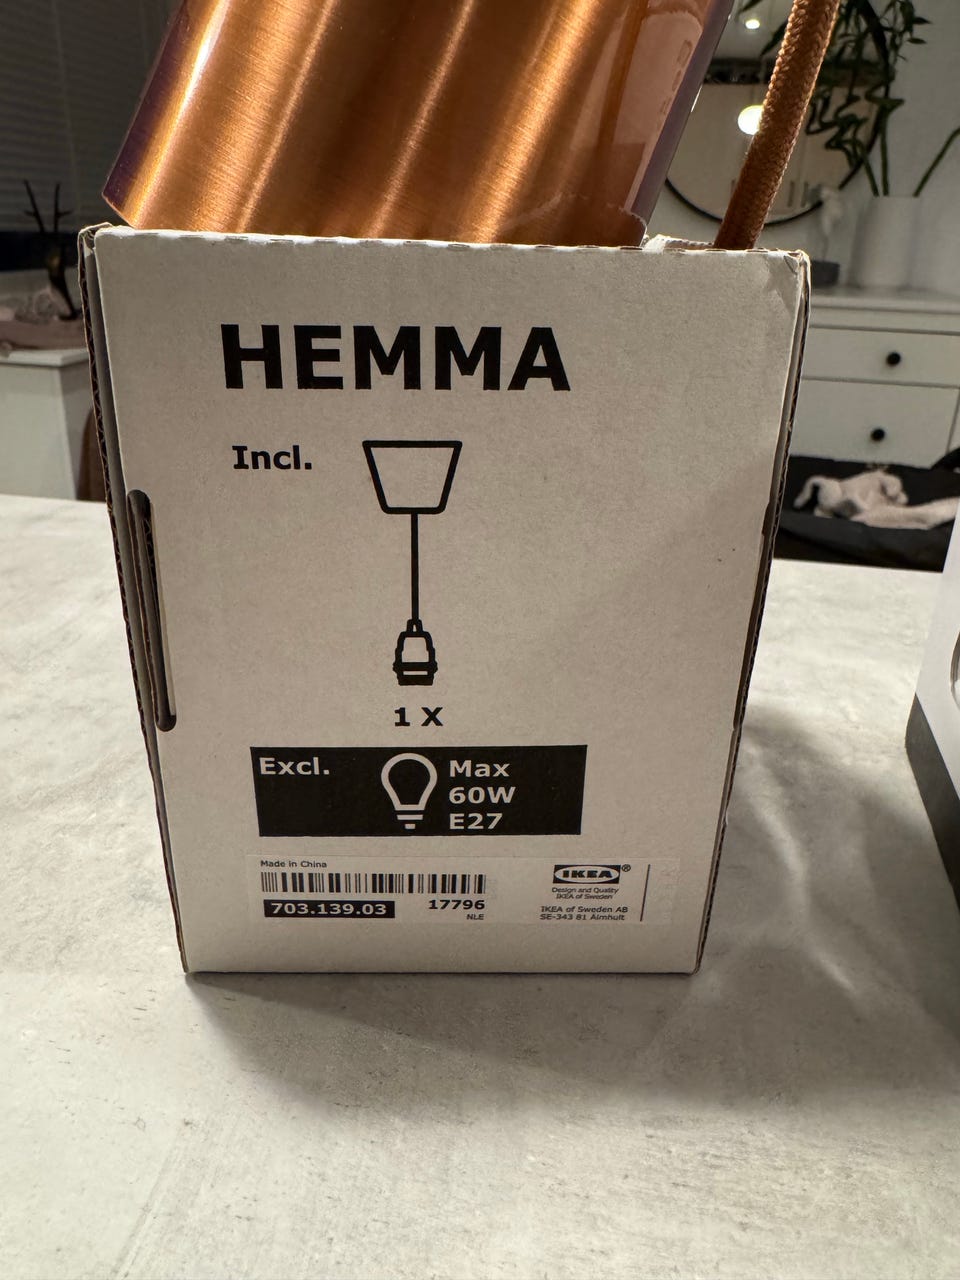 HEMMA
Incl.
1 X
Excl.
Max
60W
E27
Made in China
703.139.03
17796
NLE
IKEA®
Design and Quality
IKEA of Sweden
IKEA of Sweden AB
SE-343 81 Älmhult